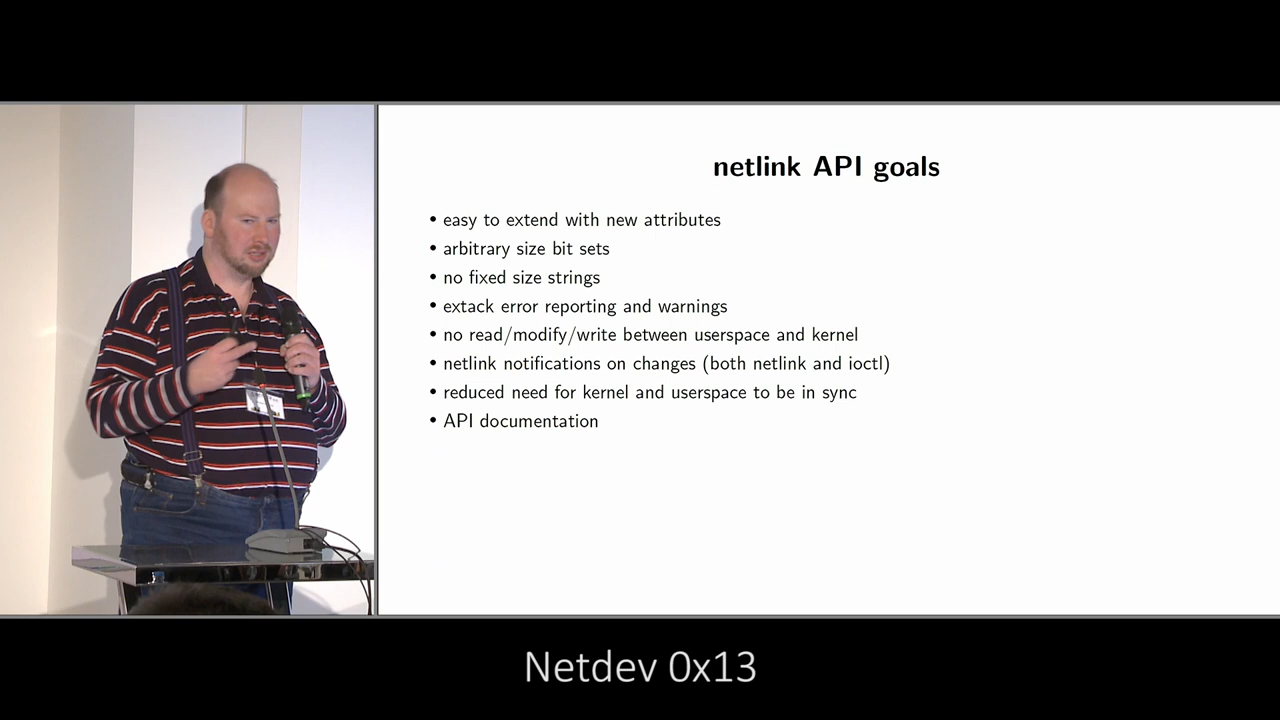 netlink API goals
• easy to extend with new attributes
• arbitrary size bit sets
• no fixed size strings
• extack error reporting and warnings
• no read/modify/write between userspace and kernel
• netlink notifications on changes (both netlink and ioctl)
• reduced need for kernel and userspace to be in sync
• API documentation
Netdev 0x13